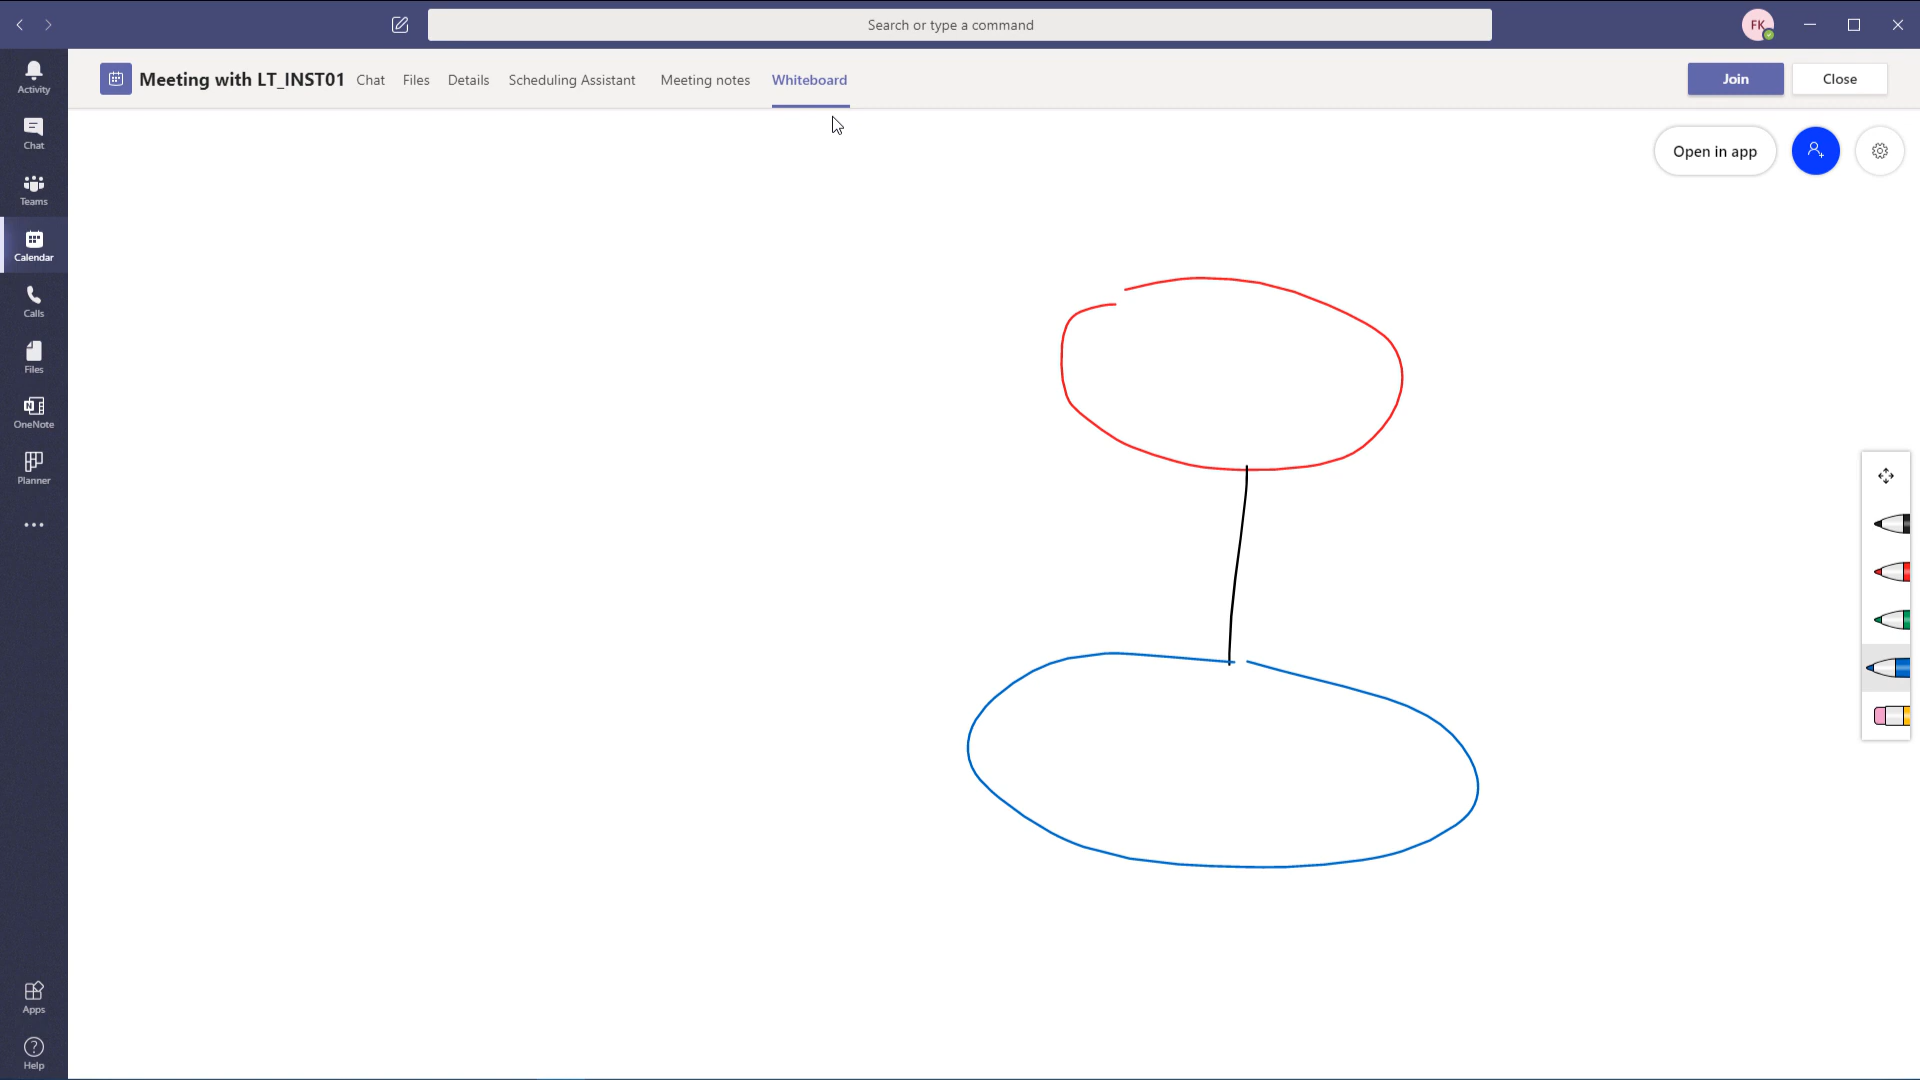 Search or type a command
FK
Activity
Chat
Teams
Calendar
Calls
Files
OneNote
N
Planner
Apps
Help
Meeting with LT_INST01
Chat Files Details Scheduling Assistant Meeting notes Whiteboard
Join Close
Open in app